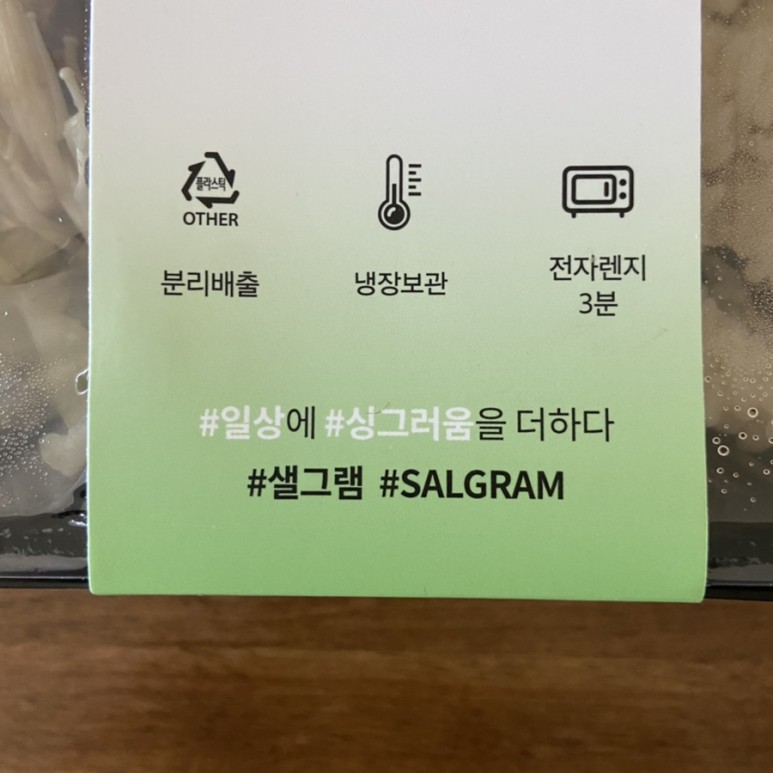 플라스틱
OTHER
분리배출
냉장보관
전자렌지
3분
#일상에 #싱그러움을 더하다
#샐그램 #SALGRAM